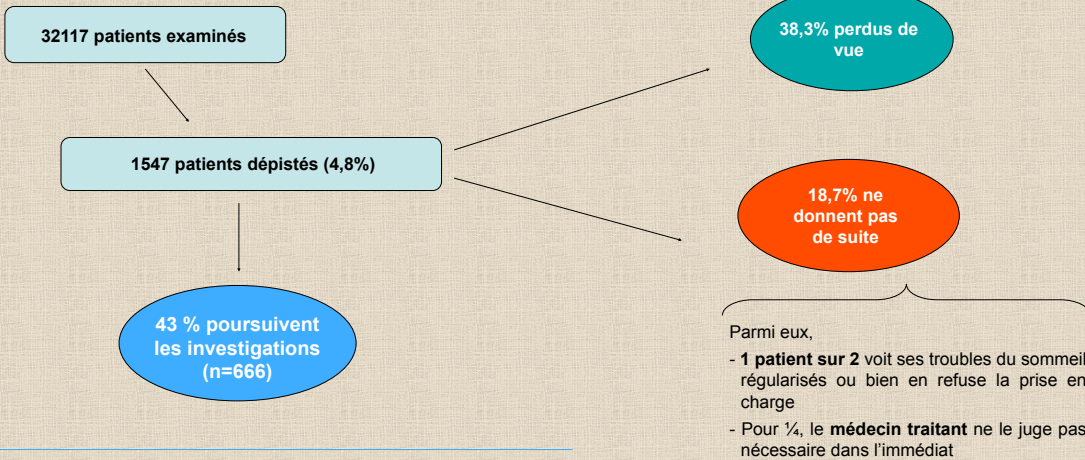 32117 patients examinés
38,3% perdus de
vue
1547 patients dépistés (4,8%)
18,7% ne
donnent pas
de suite
43 % poursuivent
les investigations
(n=666)
Parmi eux,
- 1 patient sur 2 voit ses troubles du sommeil
régularisés ou bien en refuse la prise en
charge
- Pour ¼, le médecin traitant ne le juge pas
nécessaire dans l'immédiat